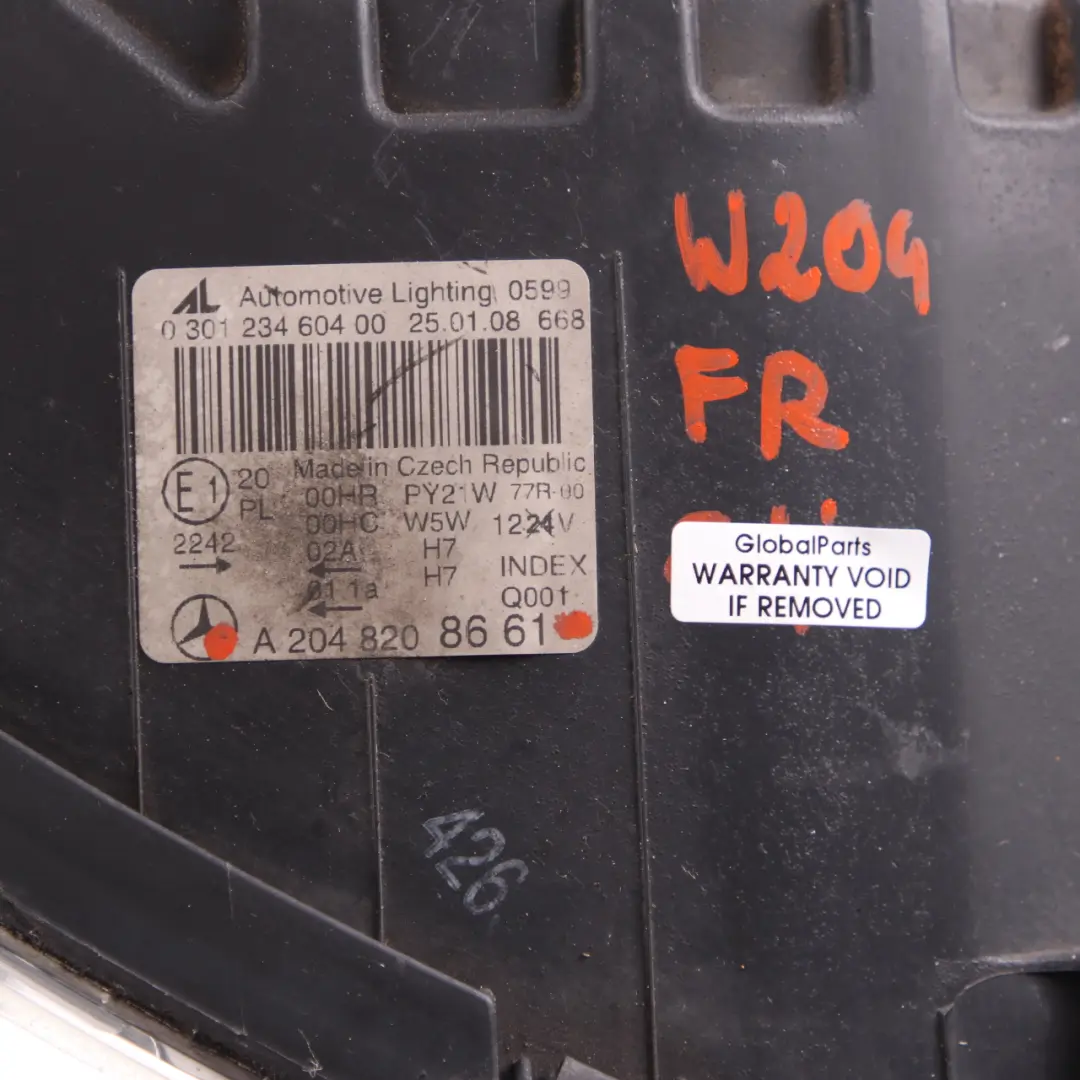 AL Automotive Lighting 0599
0 301 234 604 00 25.01.08 668
Made in Czech Republic
E1 20 00HR PY21W 77R-00
PL 00HC W5W 1224V
2242 02A H7
01 1a H7 INDEX
Q001
A 204 820 86 61
W204
FR
GlobalParts
WARRANTY VOID
IF REMOVED
426